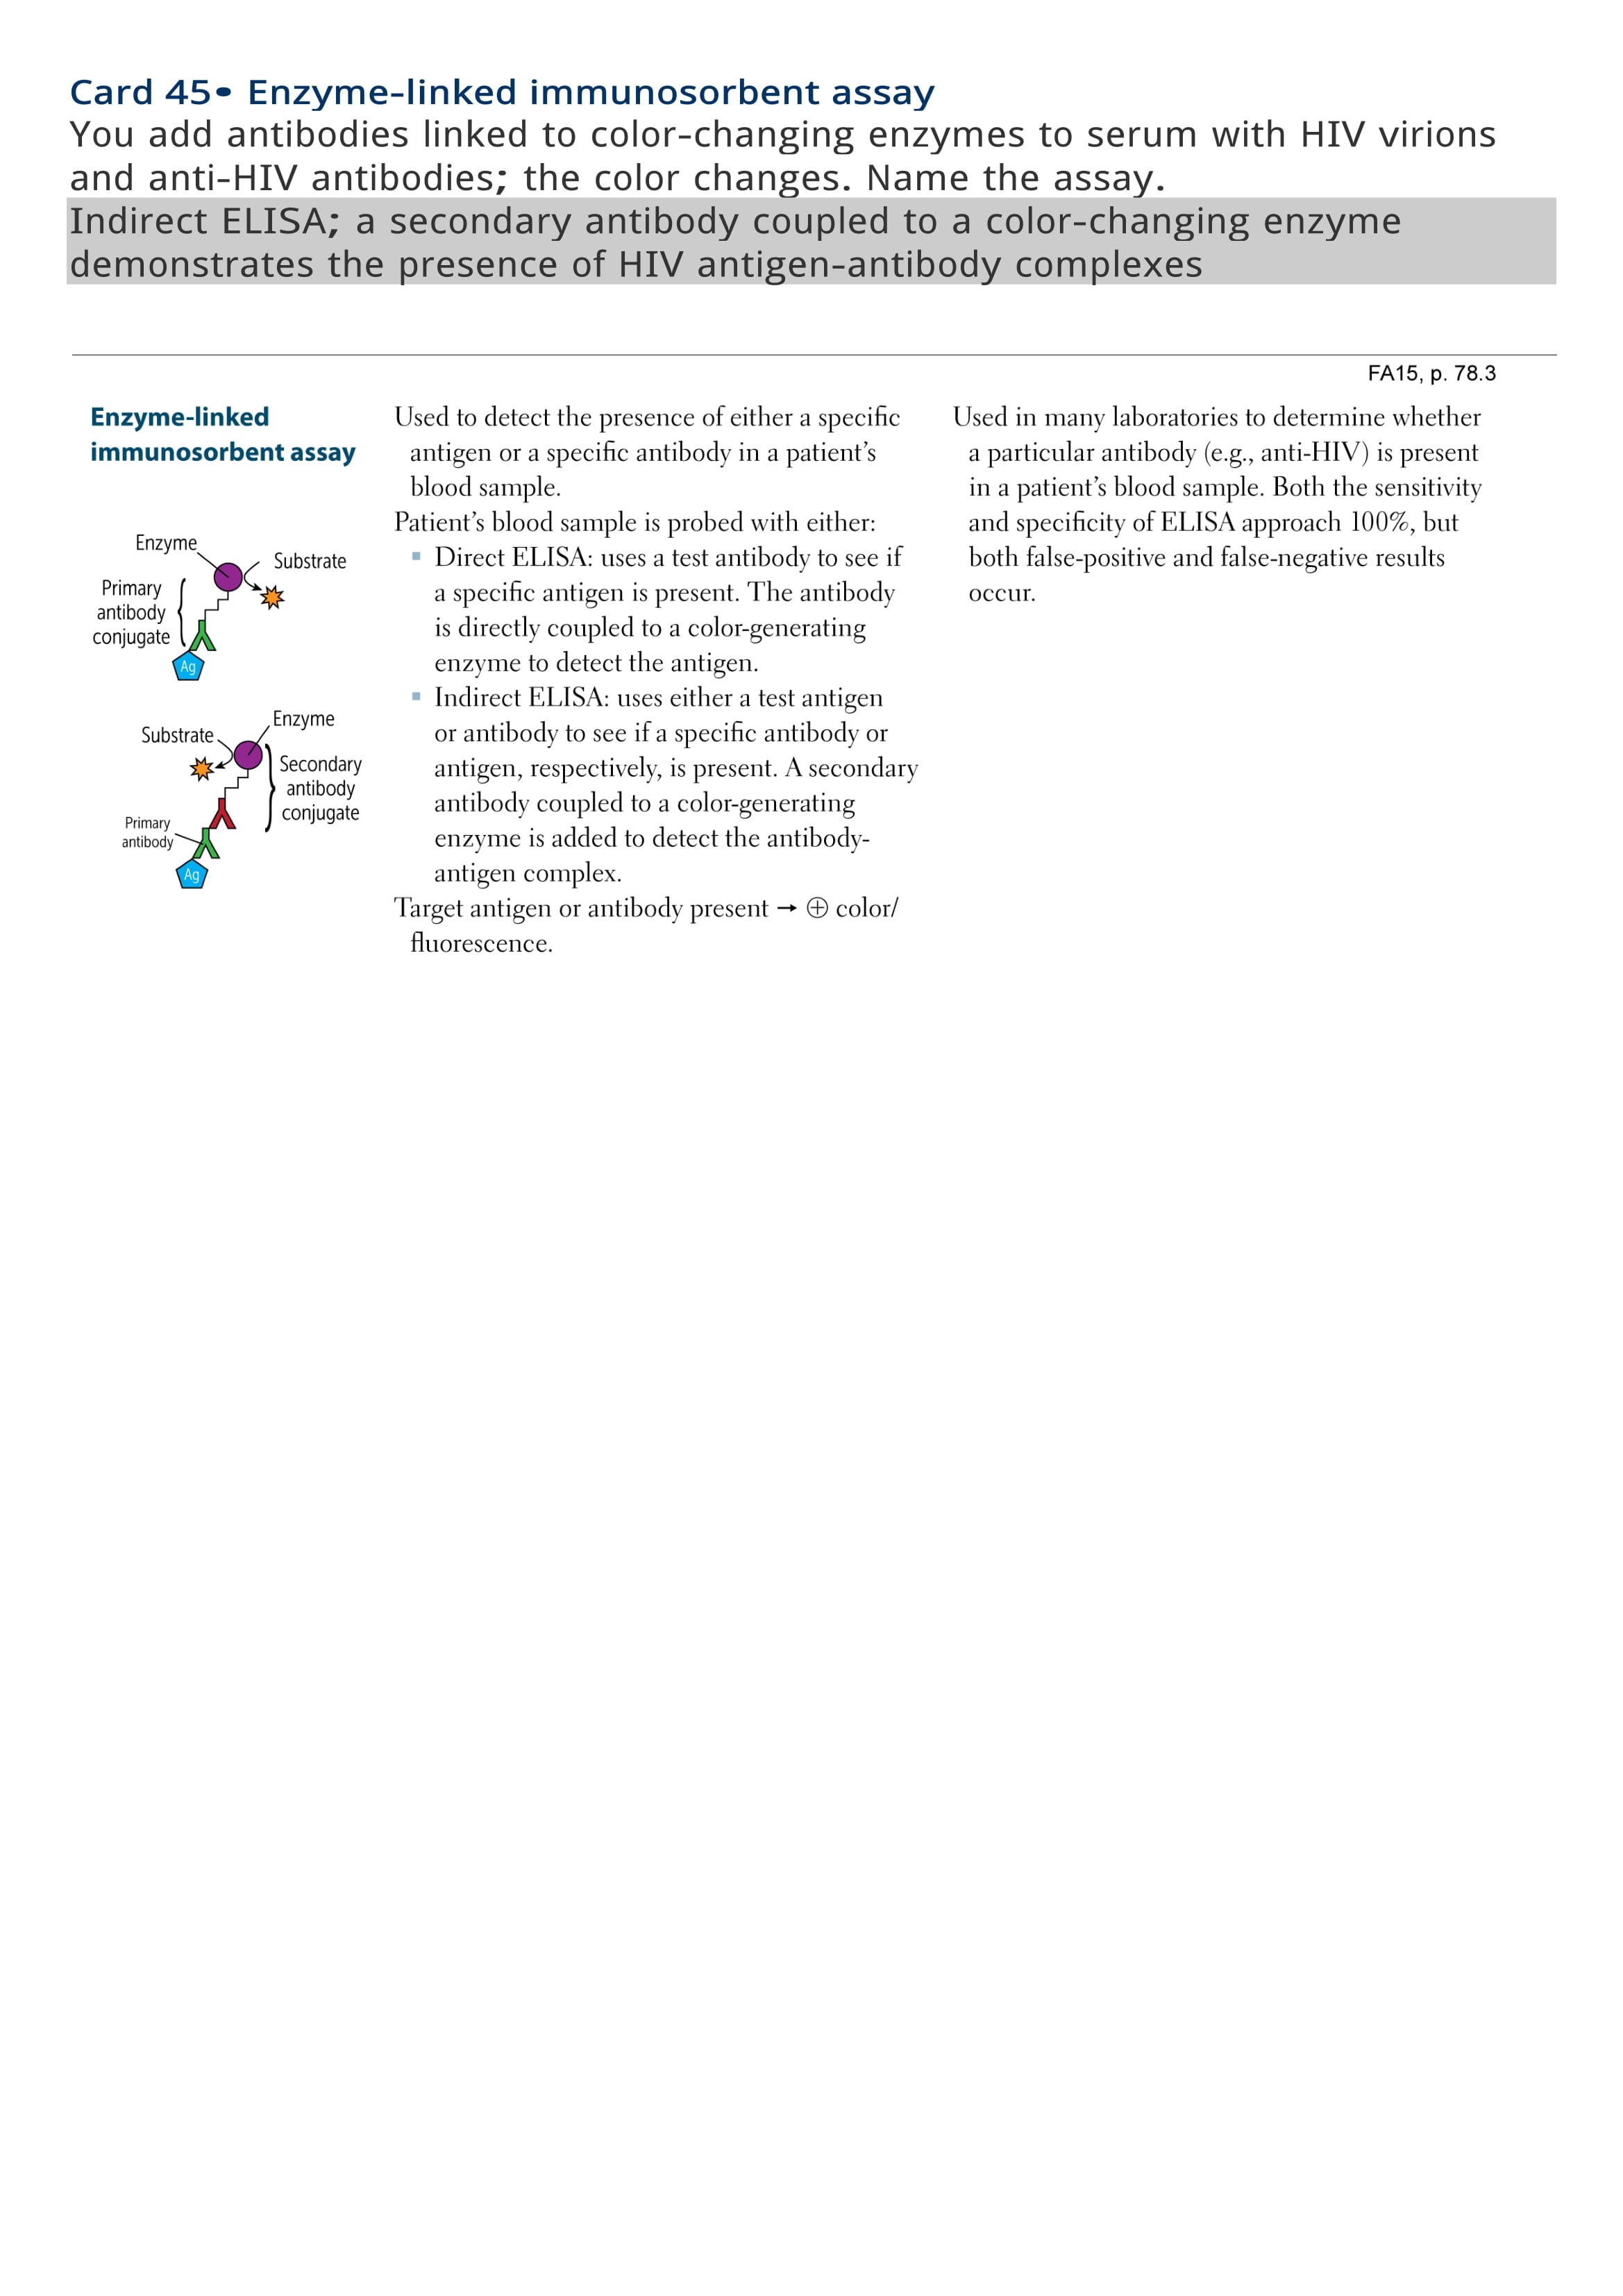 Card 45• Enzyme-linked immunosorbent assay
You add antibodies linked to color-changing enzymes to serum with HIV virions
and anti-HIV antibodies; the color changes. Name the assay.
Indirect ELISA; a secondary antibody coupled to a color-changing enzyme
demonstrates the presence of HIV antigen-antibody complexes
FA15, p. 78.3
Enzyme-linked
immunosorbent assay
Enzyme
Substrate
Primary
antibody
conjugate
Ag
Enzyme
Substrate
Secondary
antibody
conjugate
Primary
antibody
Ag
Used to detect the presence of either a specific
antigen or a specific antibody in a patient’s
blood sample.
Patient’s blood sample is probed with either:
▪ Direct ELISA: uses a test antibody to see if
a specific antigen is present. The antibody
is directly coupled to a color-generating
enzyme to detect the antigen.
▪ Indirect ELISA: uses either a test antigen
or antibody to see if a specific antibody or
antigen, respectively, is present. A secondary
antibody coupled to a color-generating
enzyme is added to detect the antibody-
antigen complex.
Target antigen or antibody present → ⊕ color/
fluorescence.
Used in many laboratories to determine whether
a particular antibody (e.g., anti-HIV) is present
in a patient’s blood sample. Both the sensitivity
and specificity of ELISA approach 100%, but
both false-positive and false-negative results
occur.